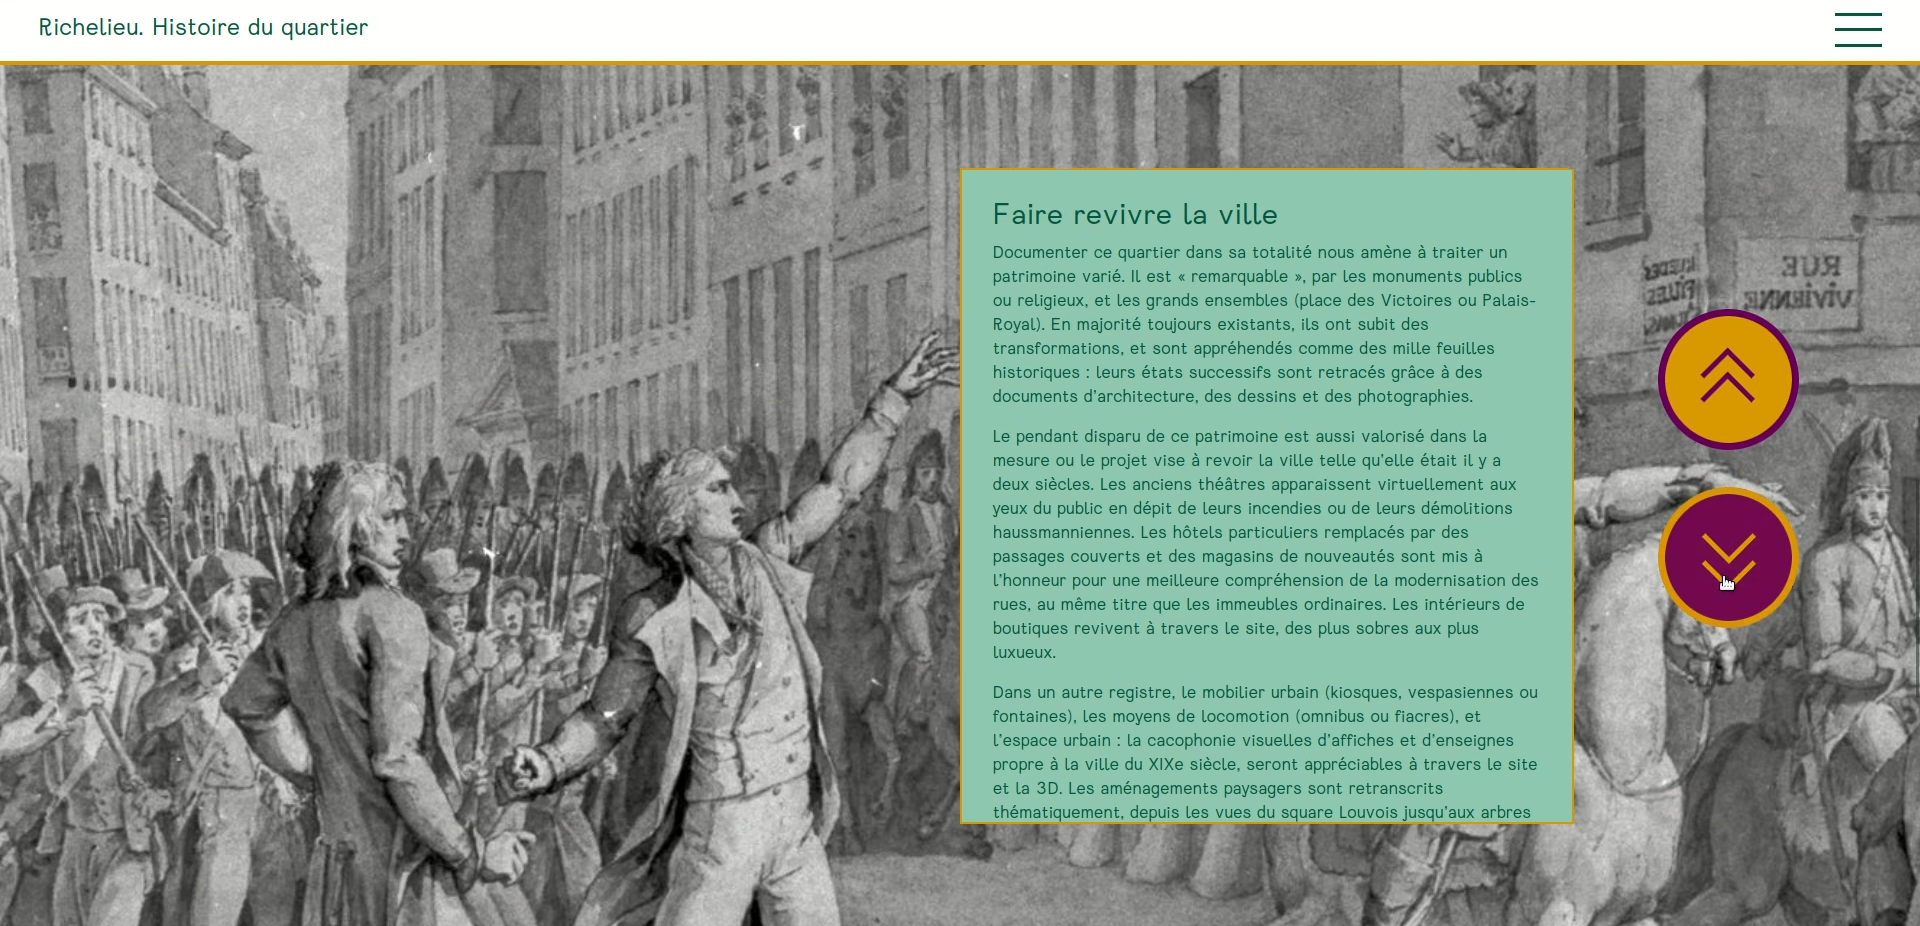 Richelieu. Histoire du quartier
Faire revivre la ville
Documenter ce quartier dans sa totalité nous amène à traiter un
patrimoine varié. Il est « remarquable », par les monuments publics
ou religieux, et les grands ensembles (place des Victoires ou Palais-
Royal). En majorité toujours existants, ils ont subit des
transformations, et sont appréhendés comme des mille feuilles
historiques : leurs états successifs sont retracés grâce à des
documents d'architecture, des dessins et des photographies.
Le pendant disparu de ce patrimoine est aussi valorisé dans la
mesure ou le projet vise à revoir la ville telle qu'elle était il y a
deux siècles. Les anciens théâtres apparaissent virtuellement aux
yeux du public en dépit de leurs incendies ou de leurs démolitions
haussmanniennes. Les hôtels particuliers remplacés par des
passages couverts et des magasins de nouveautés sont mis à
l'honneur pour une meilleure compréhension de la modernisation des
rues, au même titre que les immeubles ordinaires. Les intérieurs de
boutiques revivent à travers le site, des plus sobres aux plus
luxueux.
Dans un autre registre, le mobilier urbain (kiosques, vespasiennes ou
fontaines), les moyens de locomotion (omnibus ou fiacres), et
l'espace urbain : la cacophonie visuelles d'affiches et d'enseignes
propre à la ville du XIXe siècle, seront appréciables à travers le site
et la 3D. Les aménagements paysagers sont retranscrits
thématiquement, depuis les vues du square Louvois jusqu'aux arbres
RUE
VIVIENNE